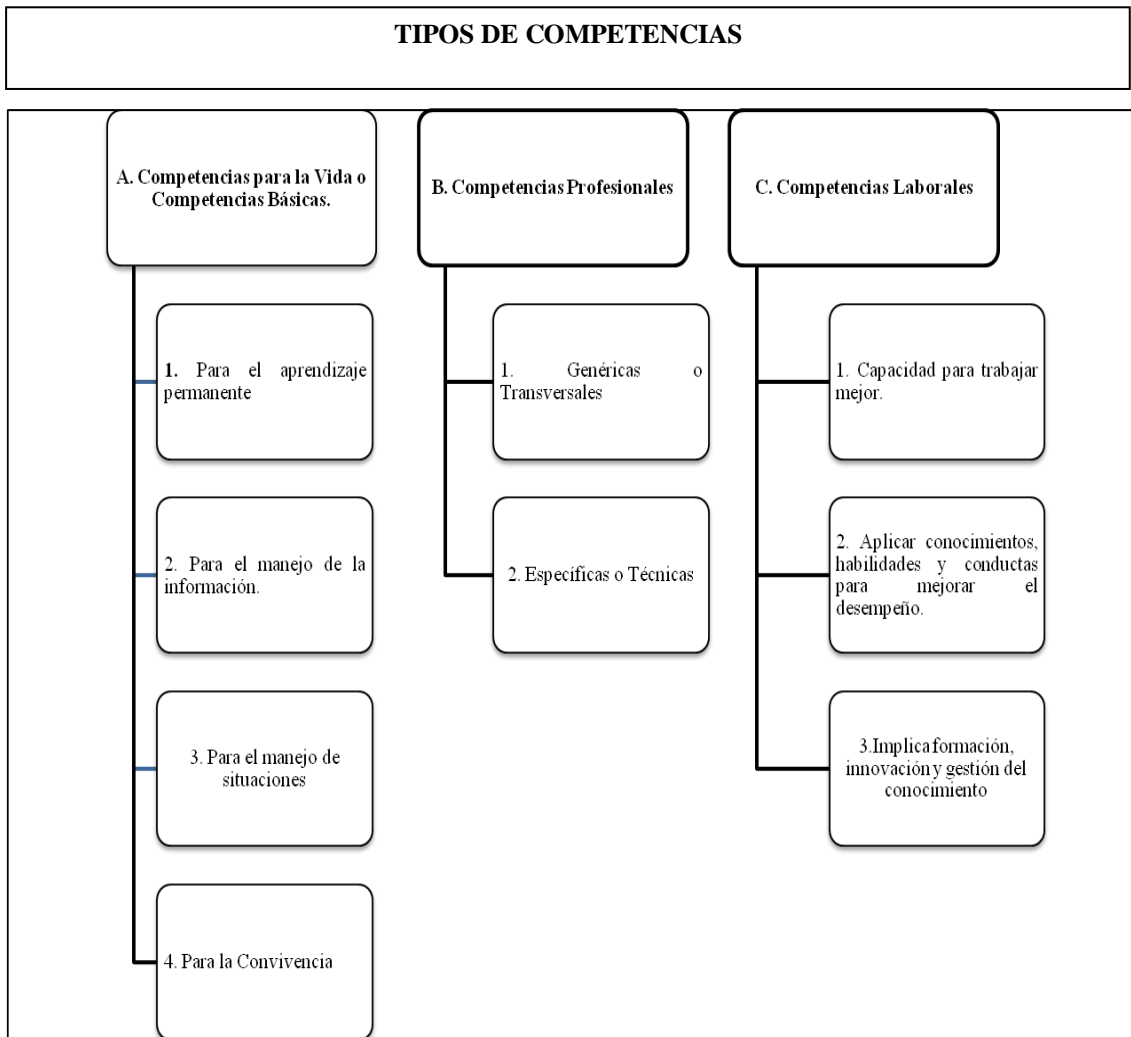 TIPOS DE COMPETENCIAS
A. Competencias para la Vida o
Competencias Básicas.
1. Para el aprendizaje
permanente
2. Para el manejo de la
información.
3. Para el manejo de
situaciones
4. Para la Convivencia
B. Competencias Profesionales
1. Genéricas o
Transversales
2. Específicas o Técnicas
C. Competencias Laborales
1. Capacidad para trabajar
mejor.
2. Aplicar conocimientos,
habilidades y conductas
para mejorar el
desempeño.
3.Implica formación,
innovación y gestión del
conocimiento